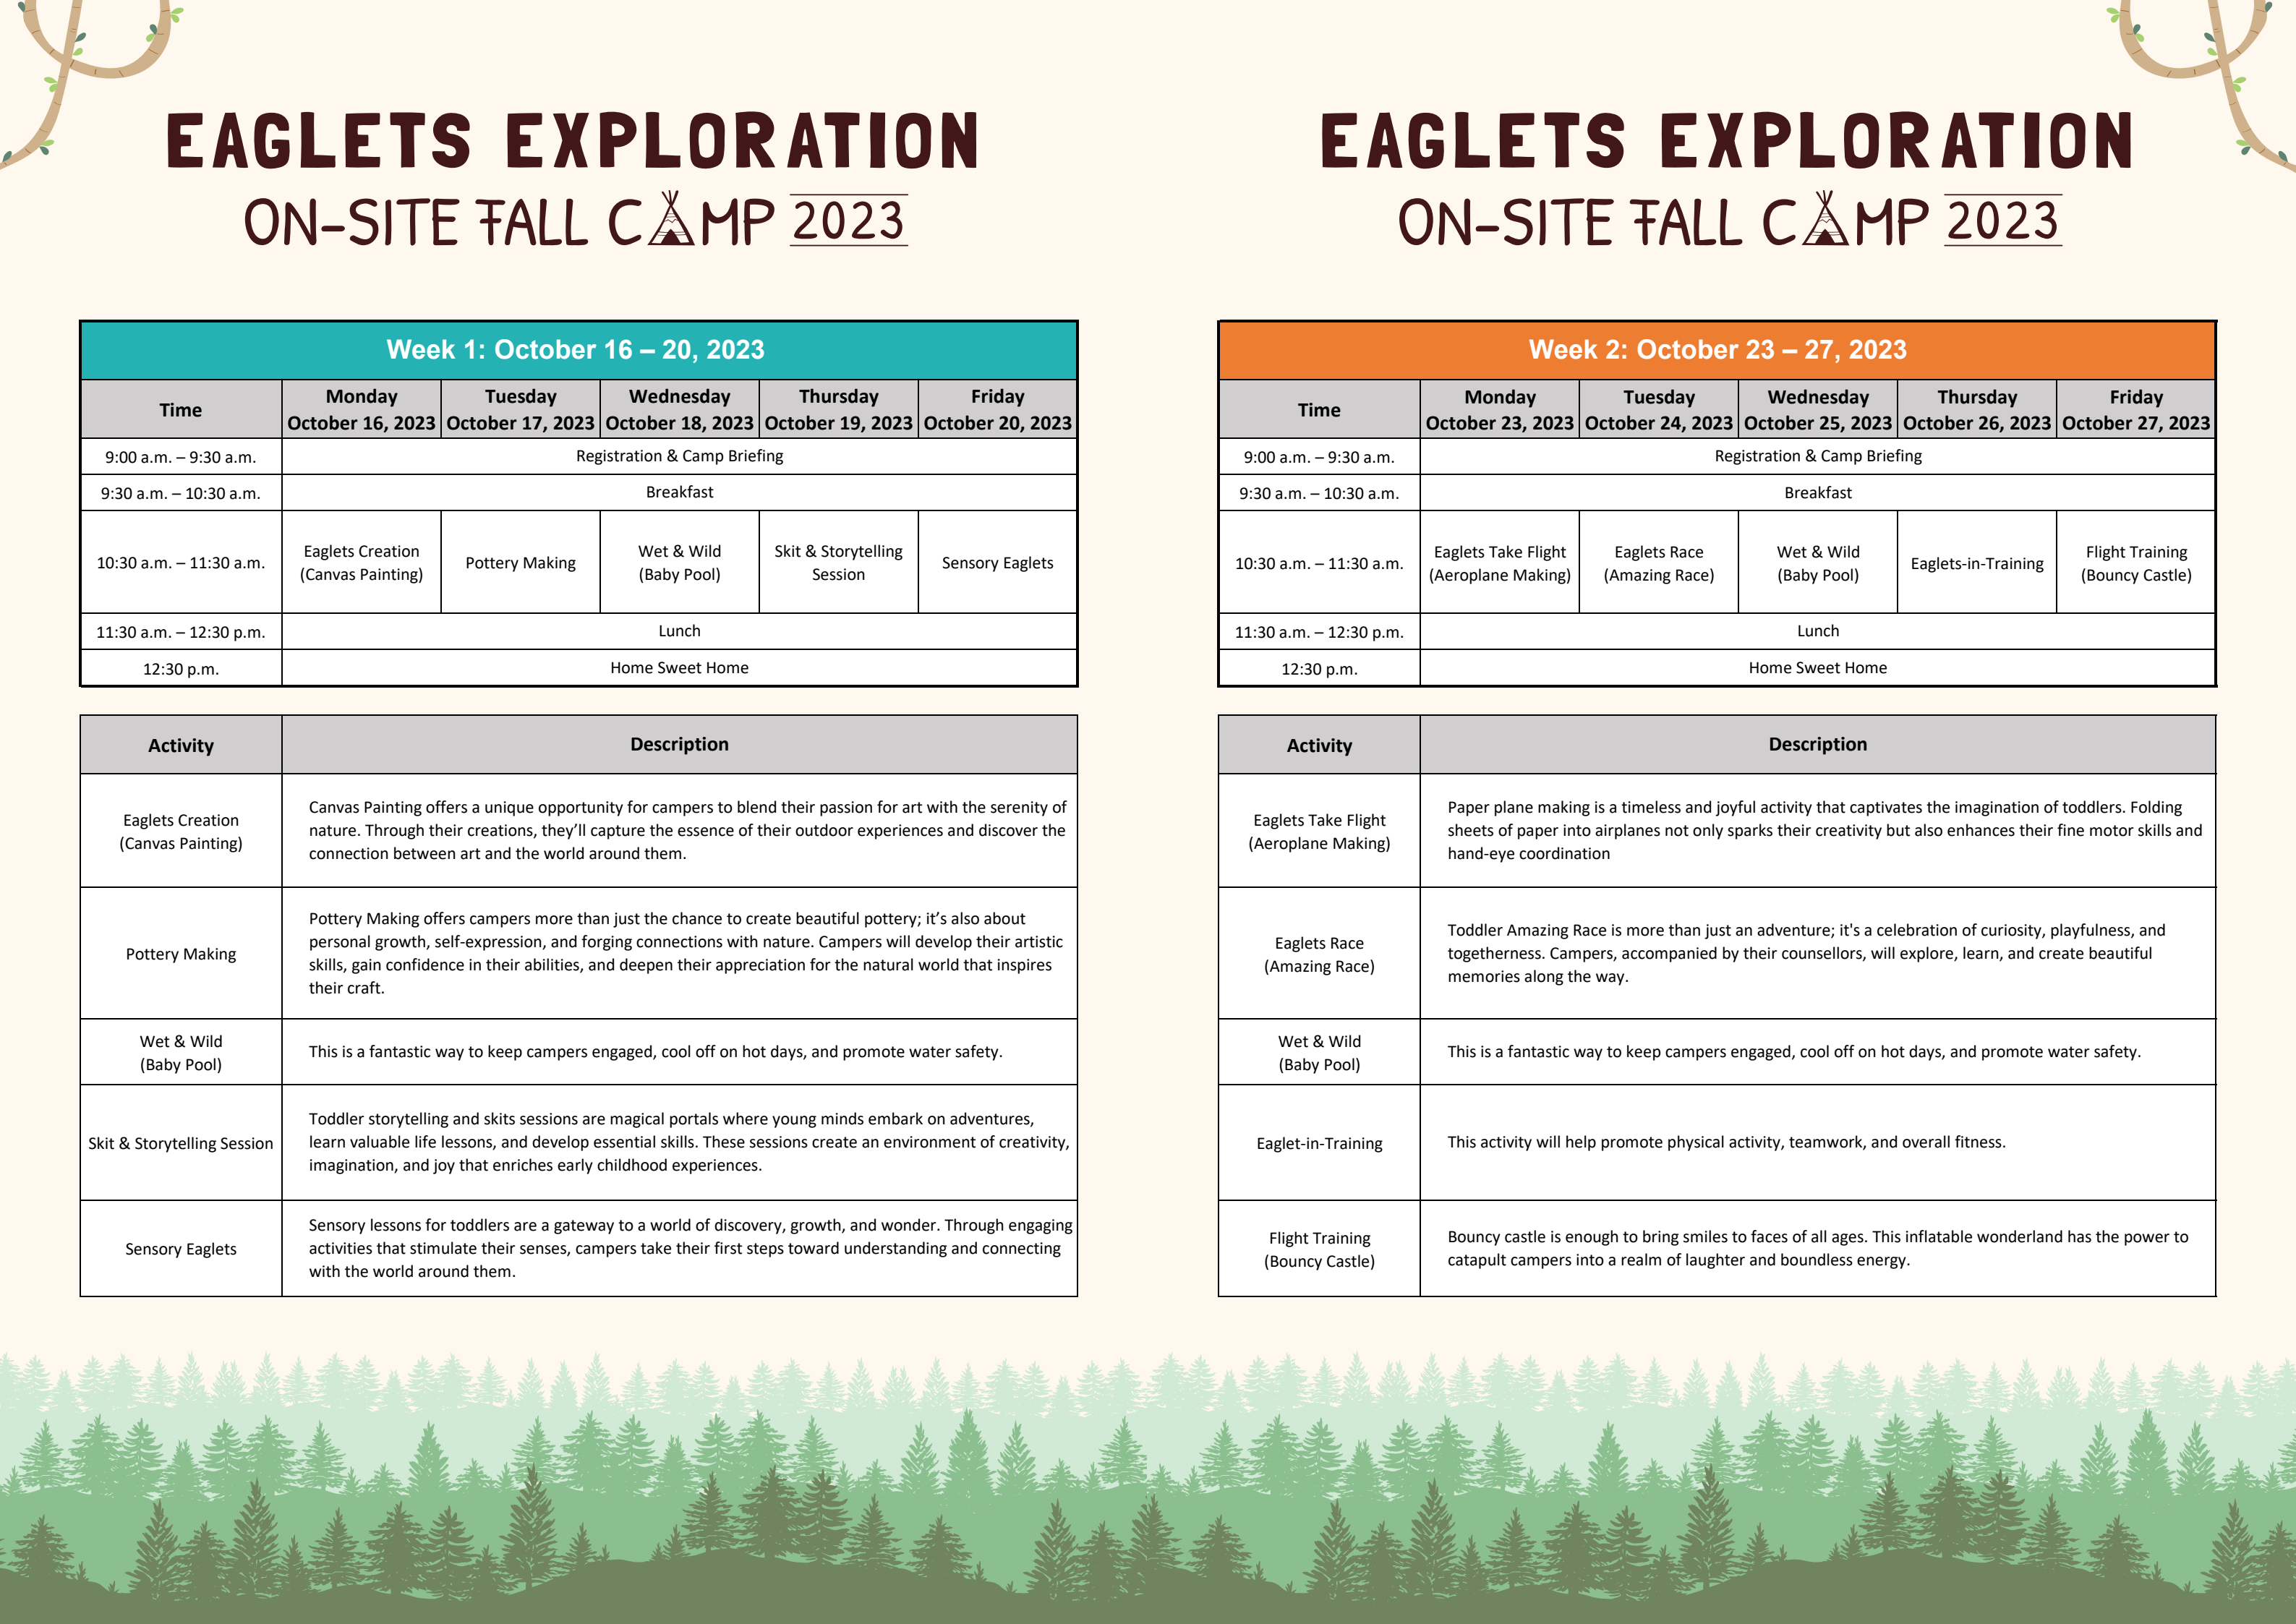 EAGLETS EXPLORATION
ON-SITE FALL CAMP 2023
Week 1: October 16 – 20, 2023
Time
Monday
October 16, 2023
Tuesday
October 17, 2023
Wednesday
October 18, 2023
Thursday
October 19, 2023
Friday
October 20, 2023
9:00 a.m. – 9:30 a.m.
Registration & Camp Briefing
9:30 a.m. – 10:30 a.m.
Breakfast
10:30 a.m. – 11:30 a.m.
Eaglets Creation
(Canvas Painting)
Pottery Making
Wet & Wild
(Baby Pool)
Skit & Storytelling
Session
Sensory Eaglets
11:30 a.m. – 12:30 p.m.
Lunch
12:30 p.m.
Home Sweet Home
Activity
Description
Eaglets Creation
(Canvas Painting)
Canvas Painting offers a unique opportunity for campers to blend their passion for art with the serenity of
nature. Through their creations, they’ll capture the essence of their outdoor experiences and discover the
connection between art and the world around them.
Pottery Making
Pottery Making offers campers more than just the chance to create beautiful pottery; it’s also about
personal growth, self-expression, and forging connections with nature. Campers will develop their artistic
skills, gain confidence in their abilities, and deepen their appreciation for the natural world that inspires
their craft.
Wet & Wild
(Baby Pool)
This is a fantastic way to keep campers engaged, cool off on hot days, and promote water safety.
Skit & Storytelling Session
Toddler storytelling and skits sessions are magical portals where young minds embark on adventures,
learn valuable life lessons, and develop essential skills. These sessions create an environment of creativity,
imagination, and joy that enriches early childhood experiences.
Sensory Eaglets
Sensory lessons for toddlers are a gateway to a world of discovery, growth, and wonder. Through engaging
activities that stimulate their senses, campers take their first steps toward understanding and connecting
with the world around them.
EAGLETS EXPLORATION
ON-SITE FALL CAMP 2023
Week 2: October 23 – 27, 2023
Time
Monday
October 23, 2023
Tuesday
October 24, 2023
Wednesday
October 25, 2023
Thursday
October 26, 2023
Friday
October 27, 2023
9:00 a.m. – 9:30 a.m.
Registration & Camp Briefing
9:30 a.m. – 10:30 a.m.
Breakfast
10:30 a.m. – 11:30 a.m.
Eaglets Take Flight
(Aeroplane Making)
Eaglets Race
(Amazing Race)
Wet & Wild
(Baby Pool)
Eaglets-in-Training
Flight Training
(Bouncy Castle)
11:30 a.m. – 12:30 p.m.
Lunch
12:30 p.m.
Home Sweet Home
Activity
Description
Eaglets Take Flight
(Aeroplane Making)
Paper plane making is a timeless and joyful activity that captivates the imagination of toddlers. Folding
sheets of paper into airplanes not only sparks their creativity but also enhances their fine motor skills and
hand-eye coordination
Eaglets Race
(Amazing Race)
Toddler Amazing Race is more than just an adventure; it's a celebration of curiosity, playfulness, and
togetherness. Campers, accompanied by their counsellors, will explore, learn, and create beautiful
memories along the way.
Wet & Wild
(Baby Pool)
This is a fantastic way to keep campers engaged, cool off on hot days, and promote water safety.
Eaglet-in-Training
This activity will help promote physical activity, teamwork, and overall fitness.
Flight Training
(Bouncy Castle)
Bouncy castle is enough to bring smiles to faces of all ages. This inflatable wonderland has the power to
catapult campers into a realm of laughter and boundless energy.